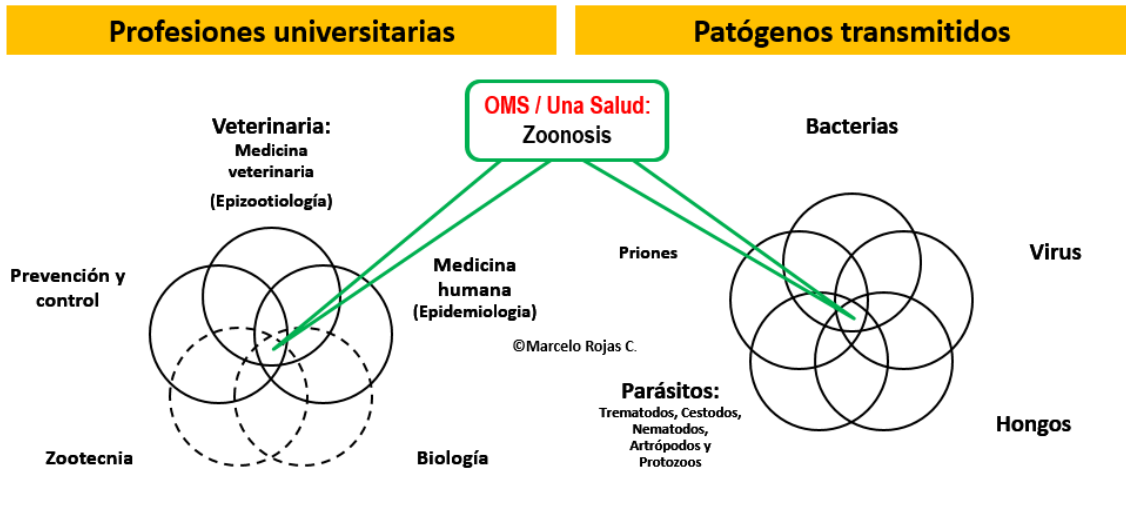 Profesiones universitarias
Patógenos transmitidos
OMS / Una Salud:
Zoonosis
Veterinaria:
Medicina
veterinaria
(Epizootiología)
Prevención y
control
Medicina
humana
(Epidemiologia)
©Marcelo Rojas C.
Zootecnia
Biología
Bacterias
Priones
Virus
Parásitos:
Trematodos, Cestodos,
Nematodos,
Artrópodos y
Protozoos
Hongos